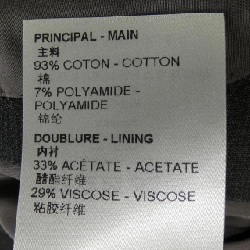 PRINCIPAL - MAIN
主料
93% COTON - COTTON
棉
7% POLYAMIDE -
POLYAMIDE
锦纶
DOUBLURE - LINING
内衬
33% ACÉTATE - ACETATE
醋酯纤维
29% VISCOSE - VISCOSE
粘胶纤维